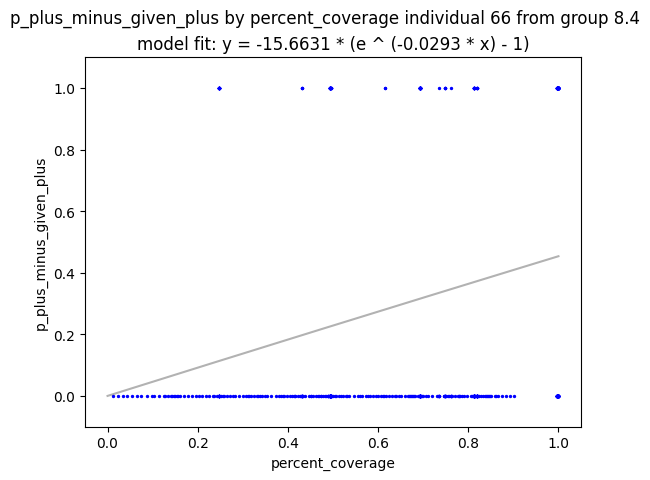 p_plus_minus_given_plus by percent_coverage individual 66 from group 8.4
model fit: y = -15.6631 * (e ^ (-0.0293 * x) - 1)
1.0
0.8
0.6
0.4
0.2
0.0
p_plus_minus_given_plus
0.0 0.2 0.4 0.6 0.8 1.0
percent_coverage